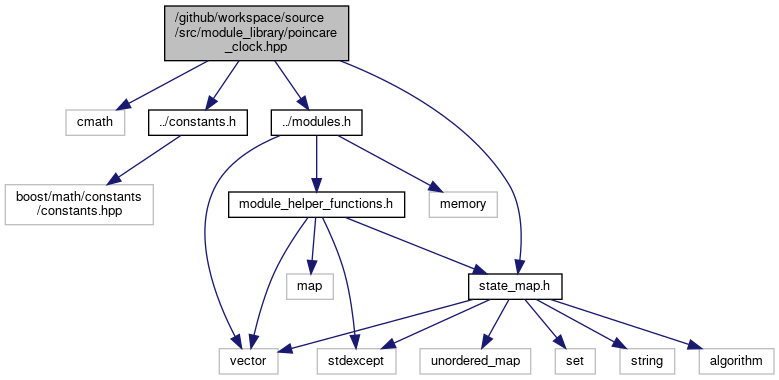 /github/workspace/source
/src/module_library/poincare
_clock.hpp
cmath
../constants.h
../modules.h
boost/math/constants
/constants.hpp
module_helper_functions.h
memory
map
state_map.h
vector
stdexcept
unordered_map
set
string
algorithm